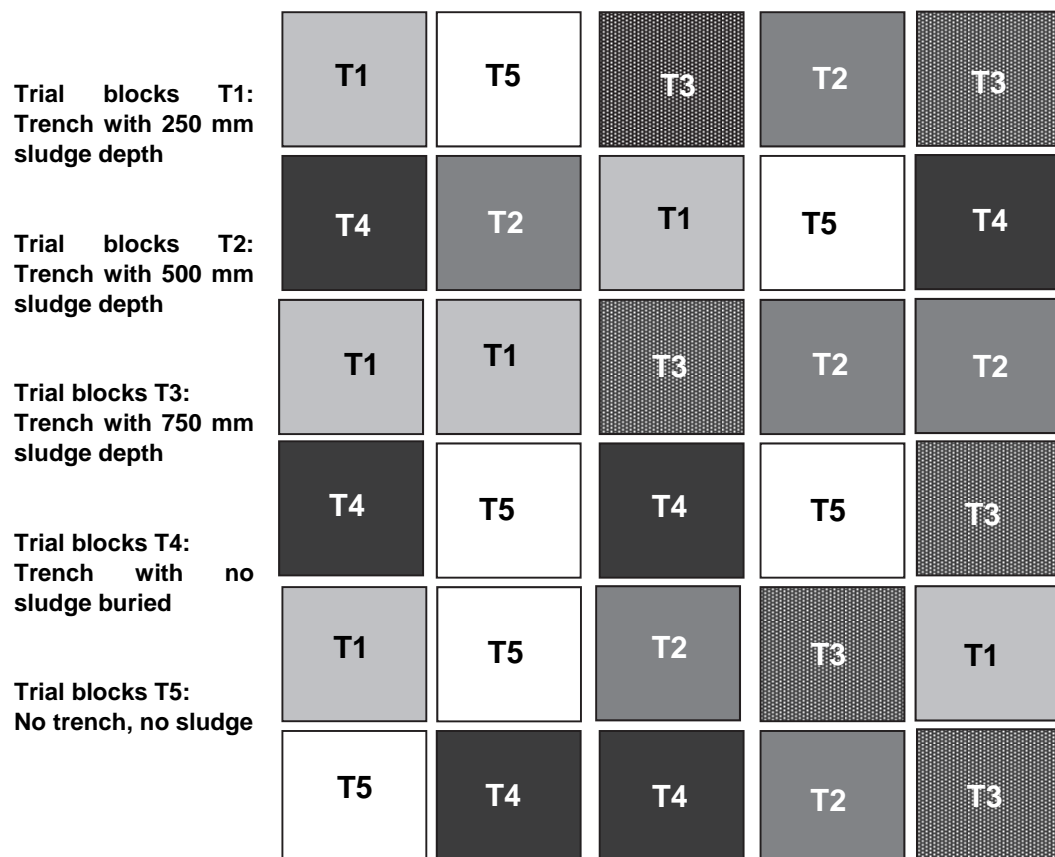 Trial blocks T1:
Trench with 250 mm
sludge depth
Trial blocks T2:
Trench with 500 mm
sludge depth
Trial blocks T3:
Trench with 750 mm
sludge depth
Trial blocks T4:
Trench with no
sludge buried
Trial blocks T5:
No trench, no sludge
T1 T5 T3 T2 T3
T4 T2 T1 T5 T4
T1 T1 T3 T2 T2
T4 T5 T4 T5 T3
T1 T5 T2 T3 T1
T5 T4 T4 T2 T3